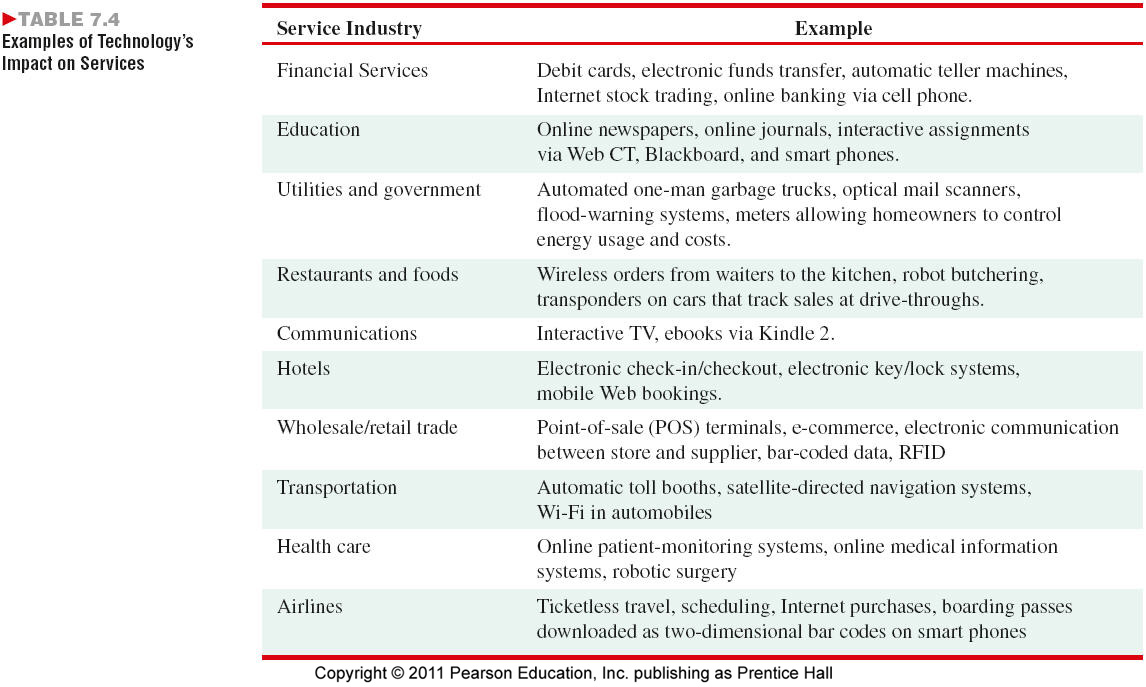 ►TABLE 7.4
Examples of Technology's
Impact on Services
Service Industry Example
Financial Services Debit cards, electronic funds transfer, automatic teller machines,
Internet stock trading, online banking via cell phone.
Education Online newspapers, online journals, interactive assignments
via Web CT, Blackboard, and smart phones.
Utilities and government Automated one-man garbage trucks, optical mail scanners,
flood-warning systems, meters allowing homeowners to control
energy usage and costs.
Restaurants and foods Wireless orders from waiters to the kitchen, robot butchering,
transponders on cars that track sales at drive-throughs.
Communications Interactive TV, ebooks via Kindle 2.
Hotels Electronic check-in/checkout, electronic key/lock systems,
mobile Web bookings.
Wholesale/retail trade Point-of-sale (POS) terminals, e-commerce, electronic communication
between store and supplier, bar-coded data, RFID
Transportation Automatic toll booths, satellite-directed navigation systems,
Wi-Fi in automobiles
Health care Online patient-monitoring systems, online medical information
systems, robotic surgery
Airlines Ticketless travel, scheduling, Internet purchases, boarding passes
downloaded as two-dimensional bar codes on smart phones
Copyright © 2011 Pearson Education, Inc. publishing as Prentice Hall